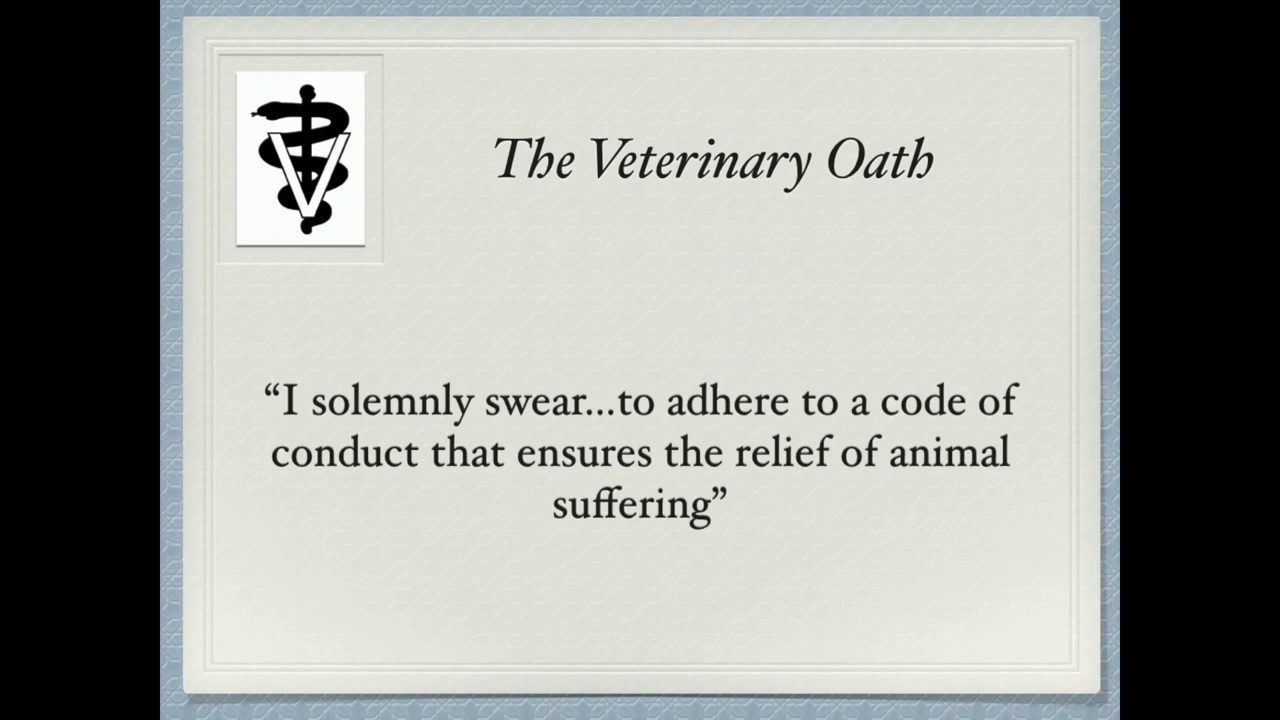 V
The Veterinary Oath
“I solemnly swear...to adhere to a code of
conduct that ensures the relief of animal
suffering”